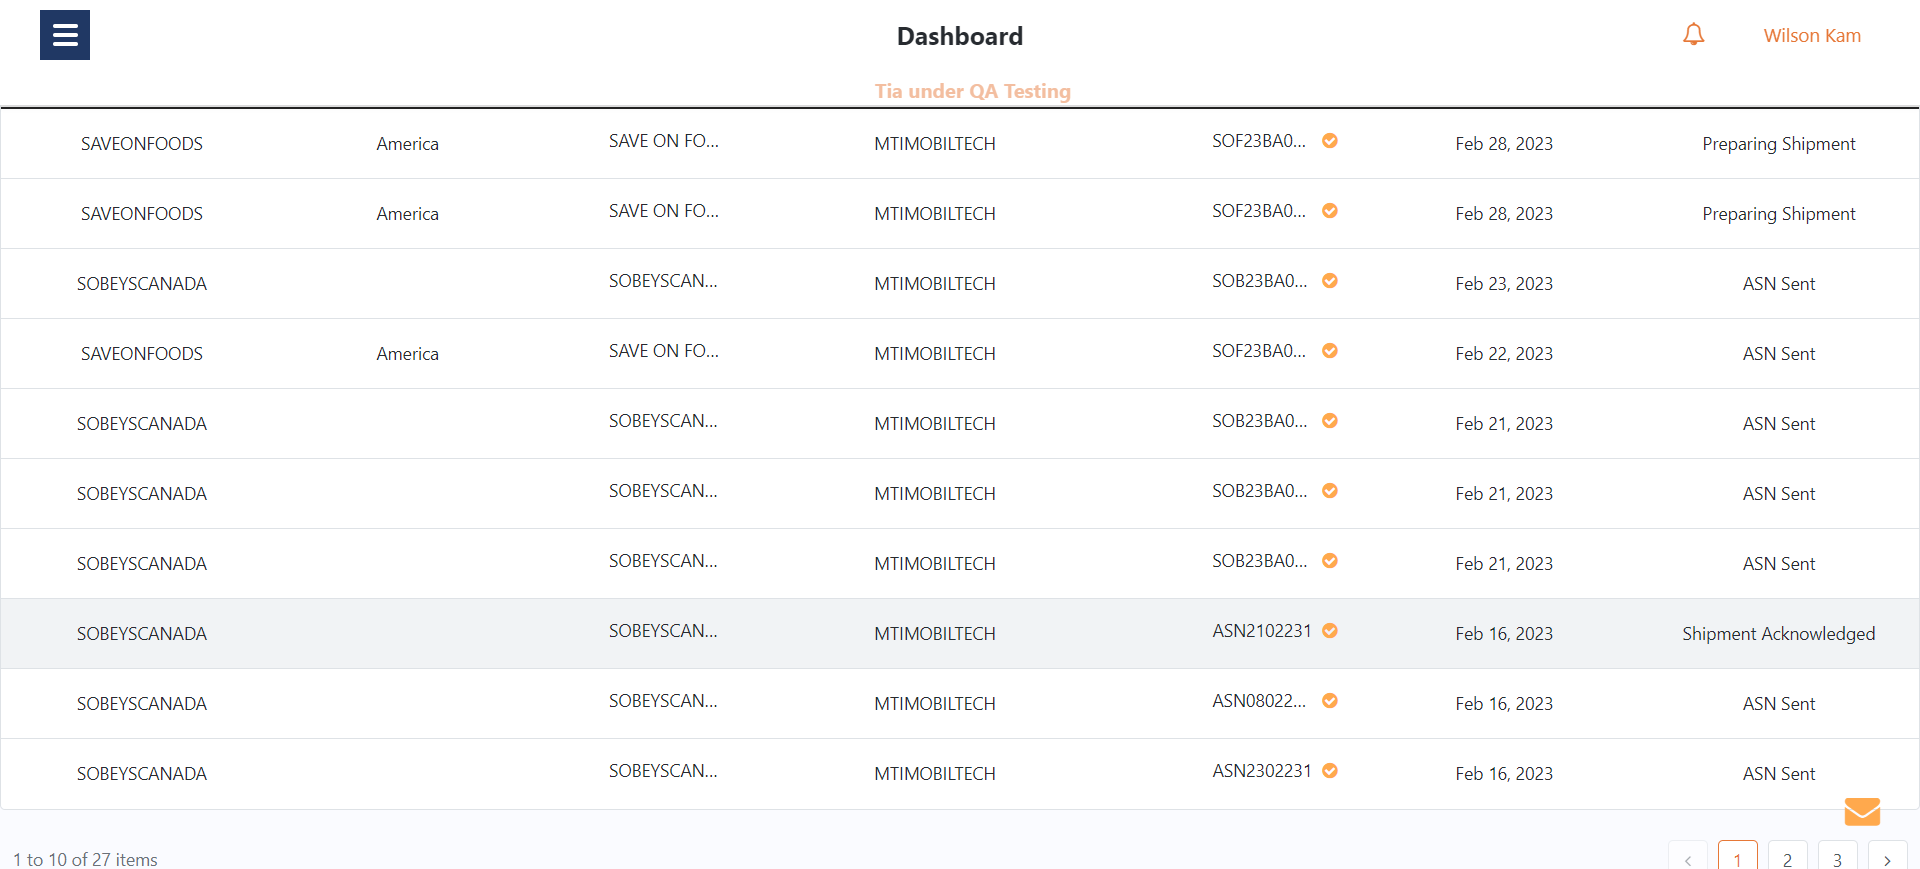 Dashboard
Wilson Kam
Tia under QA Testing
SAVEONFOODS America SAVE ON FO... MTIMOBILTECH SOF23BA0... Feb 28, 2023 Preparing Shipment
SAVEONFOODS America SAVE ON FO... MTIMOBILTECH SOF23BA0... Feb 28, 2023 Preparing Shipment
SOBEYSCANADA SOBEYSCAN... MTIMOBILTECH SOB23BA0... Feb 23, 2023 ASN Sent
SAVEONFOODS America SAVE ON FO... MTIMOBILTECH SOF23BA0... Feb 22, 2023 ASN Sent
SOBEYSCANADA SOBEYSCAN... MTIMOBILTECH SOB23BA0... Feb 21, 2023 ASN Sent
SOBEYSCANADA SOBEYSCAN... MTIMOBILTECH SOB23BA0... Feb 21, 2023 ASN Sent
SOBEYSCANADA SOBEYSCAN... MTIMOBILTECH SOB23BA0... Feb 21, 2023 ASN Sent
SOBEYSCANADA SOBEYSCAN... MTIMOBILTECH ASN2102231 Feb 16, 2023 Shipment Acknowledged
SOBEYSCANADA SOBEYSCAN... MTIMOBILTECH ASN08022... Feb 16, 2023 ASN Sent
SOBEYSCANADA SOBEYSCAN... MTIMOBILTECH ASN2302231 Feb 16, 2023 ASN Sent
1 to 10 of 27 items ‹ 1 2 3 ›